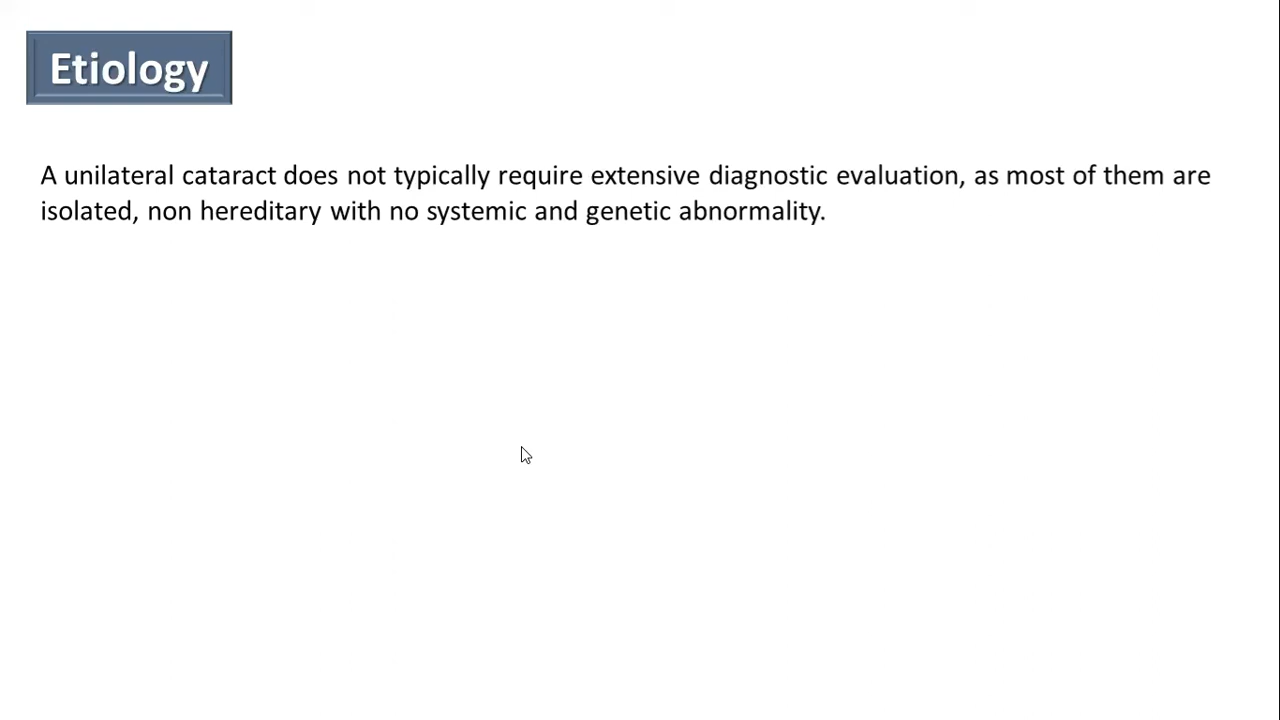 Etiology
A unilateral cataract does not typically require extensive diagnostic evaluation, as most of them are
isolated, non hereditary with no systemic and genetic abnormality.